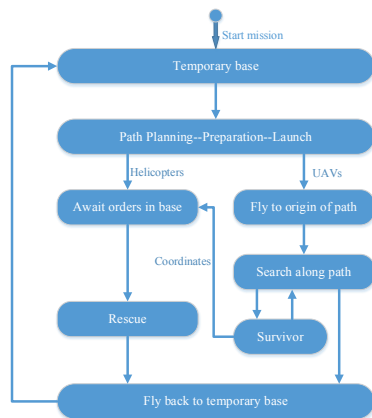 Start mission
Temporary base
Path Planning--Preparation--Launch
Helicopters
UAVs
Await orders in base
Fly to origin of path
Coordinates
Search along path
Rescue
Survivor
Fly back to temporary base